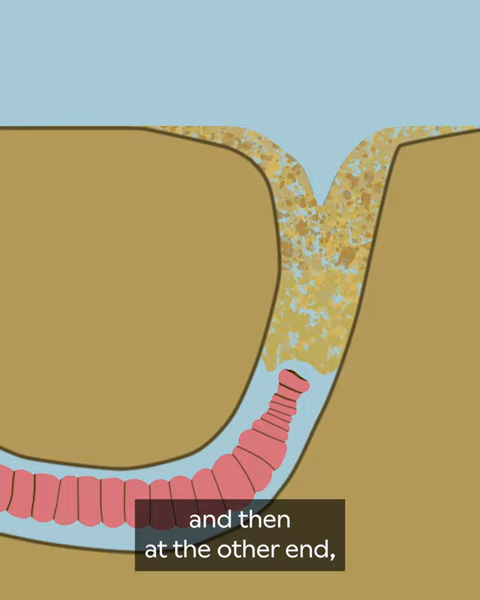 and then
at the other end,